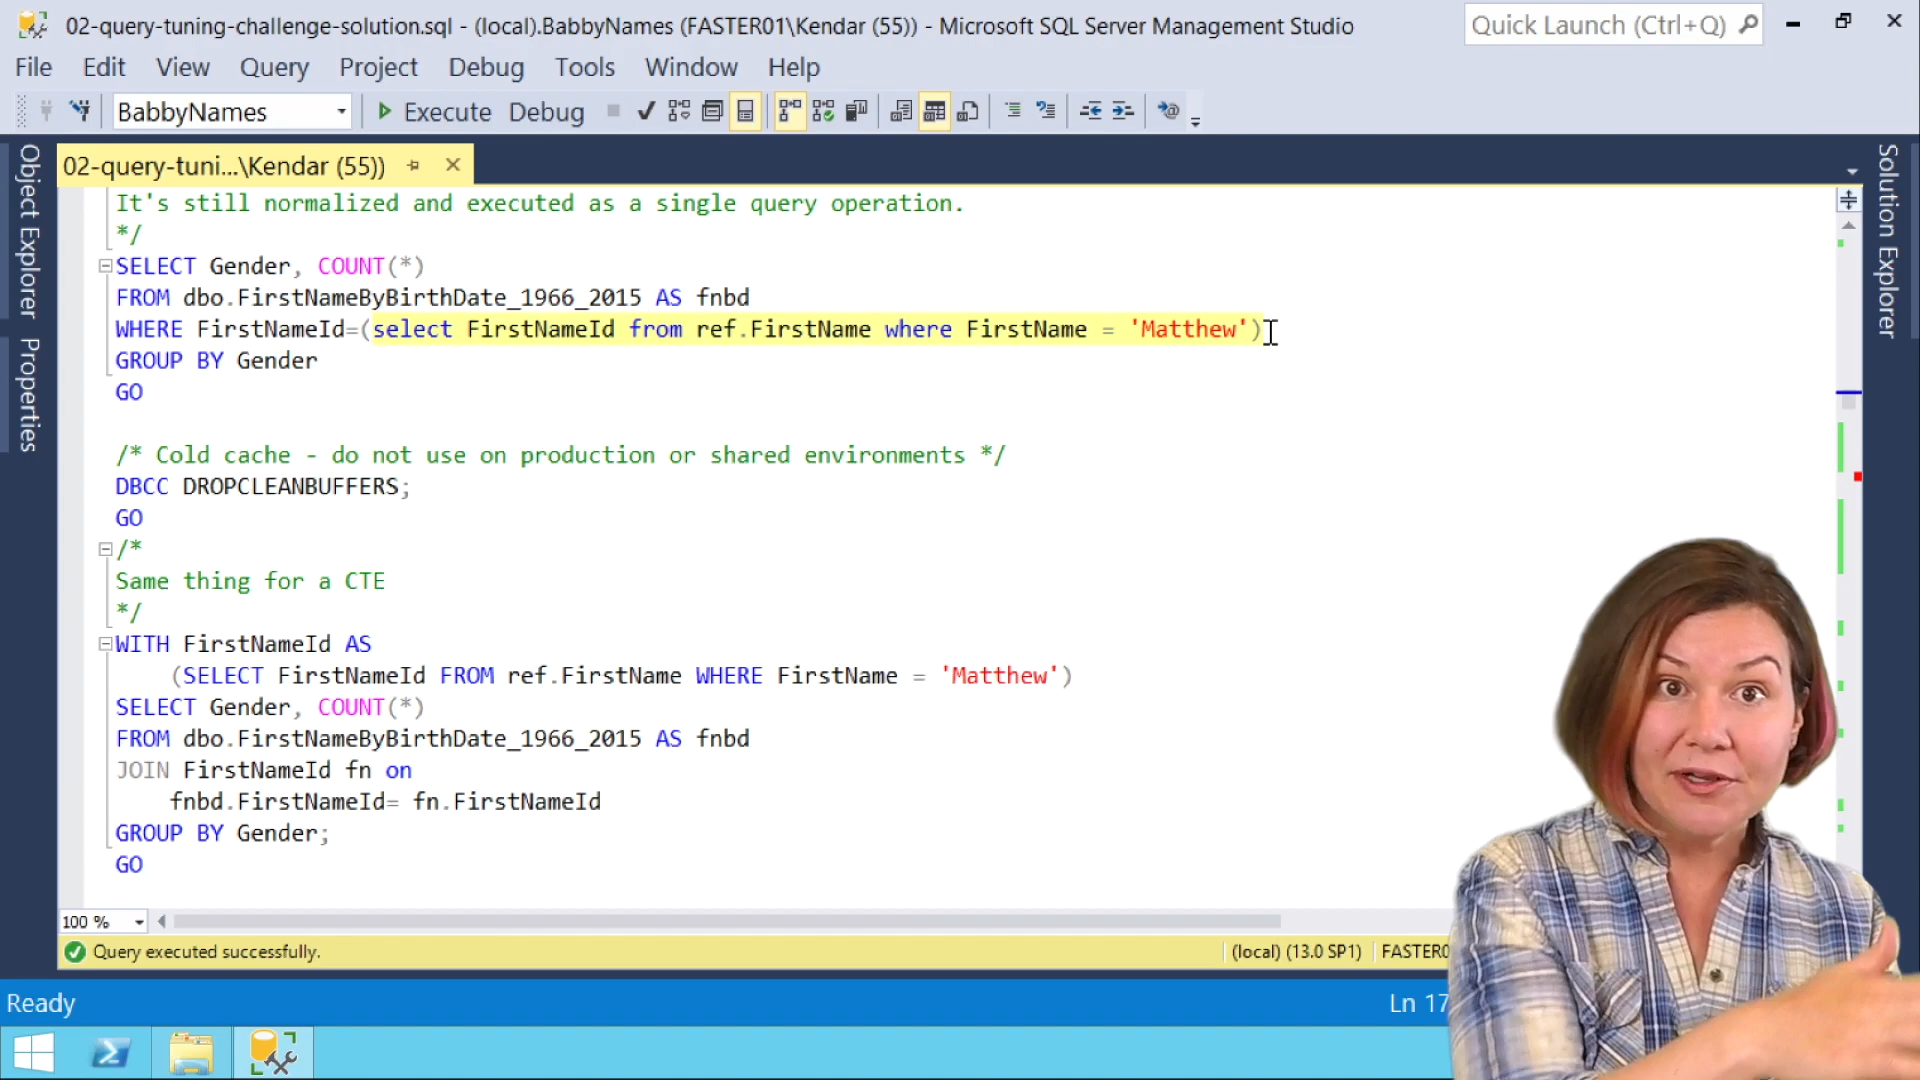 02-query-tuning-challenge-solution.sql - (local).BabbyNames (FASTER01\Kendar (55)) - Microsoft SQL Server Management Studio
Quick Launch (Ctrl+Q)
File Edit View Query Project Debug Tools Window Help
BabbyNames Execute Debug
Object Explorer
Properties
Solution Explorer
02-query-tuni...\Kendar (55))
It's still normalized and executed as a single query operation.
*/
SELECT Gender, COUNT(*)
FROM dbo.FirstNameByBirthDate_1966_2015 AS fnbd
WHERE FirstNameId=(select FirstNameId from ref.FirstName where FirstName = 'Matthew')
GROUP BY Gender
GO
/* Cold cache - do not use on production or shared environments */
DBCC DROPCLEANBUFFERS;
GO
/*
Same thing for a CTE
*/
WITH FirstNameId AS
(SELECT FirstNameId FROM ref.FirstName WHERE FirstName = 'Matthew')
SELECT Gender, COUNT(*)
FROM dbo.FirstNameByBirthDate_1966_2015 AS fnbd
JOIN FirstNameId fn on
fnbd.FirstNameId= fn.FirstNameId
GROUP BY Gender;
GO
100 %
Query executed successfully.
(local) (13.0 SP1)
FASTER0
Ready
Ln 17